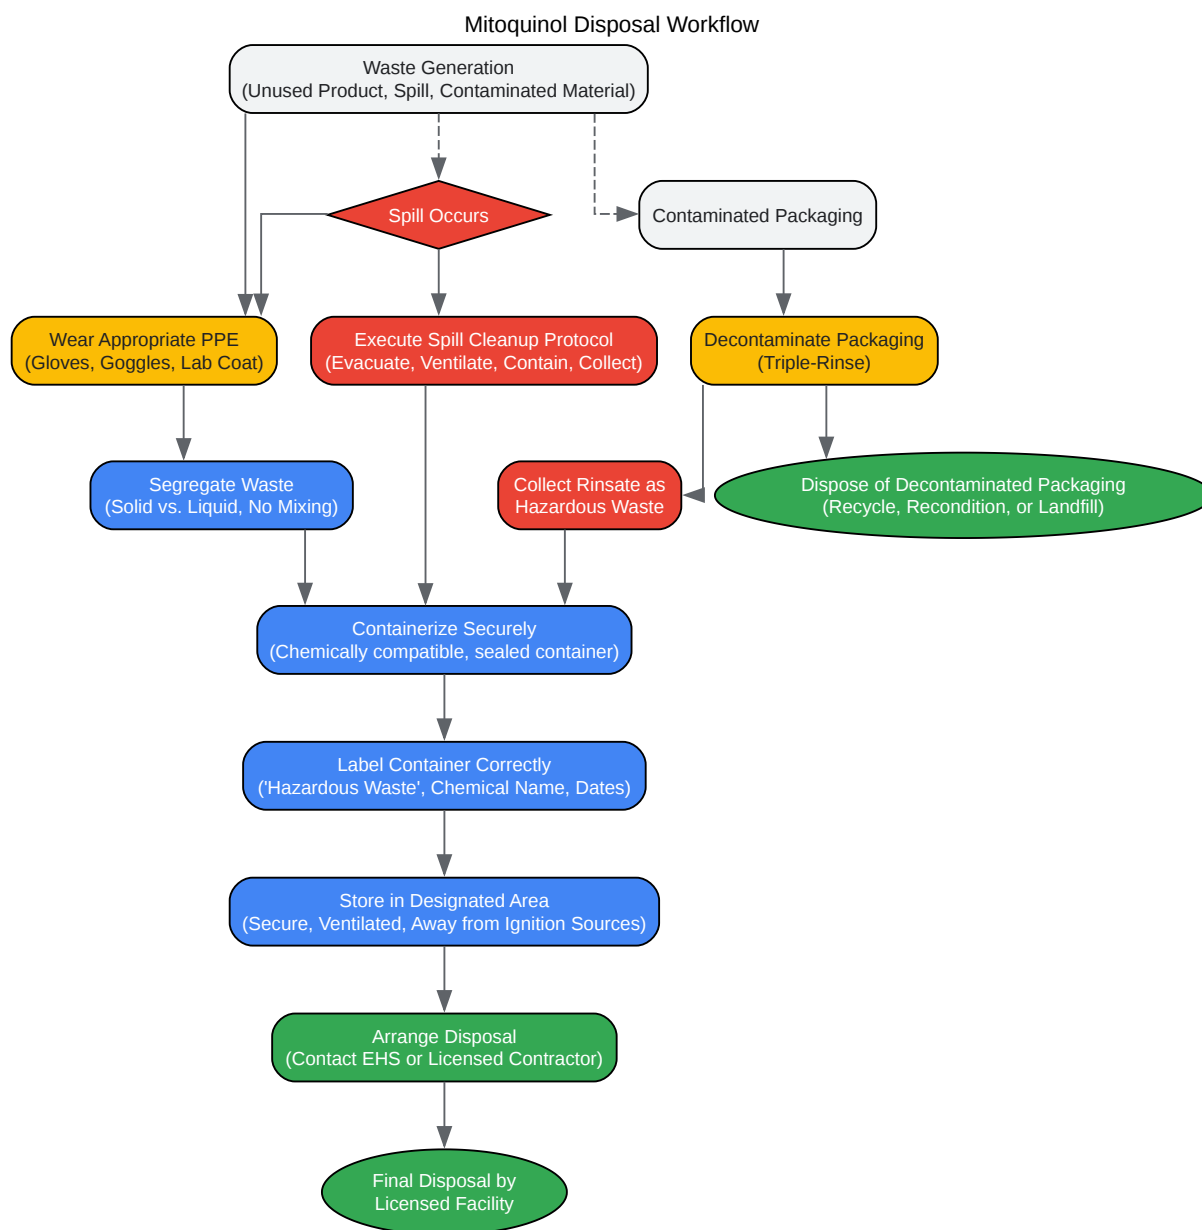 Mitoquinol Disposal Workflow
Waste Generation
(Unused Product, Spill, Contaminated Material)
Spill Occurs
Contaminated Packaging
Wear Appropriate PPE
(Gloves, Goggles, Lab Coat)
Execute Spill Cleanup Protocol
(Evacuate, Ventilate, Contain, Collect)
Decontaminate Packaging
(Triple-Rinse)
Segregate Waste
(Solid vs. Liquid, No Mixing)
Collect Rinsate as
Hazardous Waste
Dispose of Decontaminated Packaging
(Recycle, Recondition, or Landfill)
Containerize Securely
(Chemically compatible, sealed container)
Label Container Correctly
('Hazardous Waste', Chemical Name, Dates)
Store in Designated Area
(Secure, Ventilated, Away from Ignition Sources)
Arrange Disposal
(Contact EHS or Licensed Contractor)
Final Disposal by
Licensed Facility